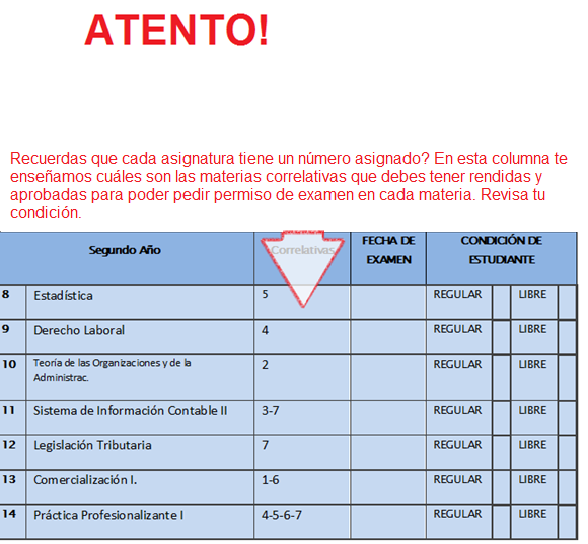 ATENTO!
Recuerdas que cada asignatura tiene un número asignado? En esta columna te
enseñamos cuáles son las materias correlativas que debes tener rendidas y
aprobadas para poder pedir permiso de examen en cada materia. Revisa tu
condición.
Segundo Año Correlativas FECHA DE EXAMEN CONDICIÓN DE ESTUDIANTE
8 Estadística 5 REGULAR LIBRE
9 Derecho Laboral 4 REGULAR LIBRE
10 Teoría de las Organizaciones y de la Administrac. 2 REGULAR LIBRE
11 Sistema de Información Contable II 3-7 REGULAR LIBRE
12 Legislación Tributaria 7 REGULAR LIBRE
13 Comercialización I. 1-6 REGULAR LIBRE
14 Práctica Profesionalizante I 4-5-6-7 REGULAR LIBRE